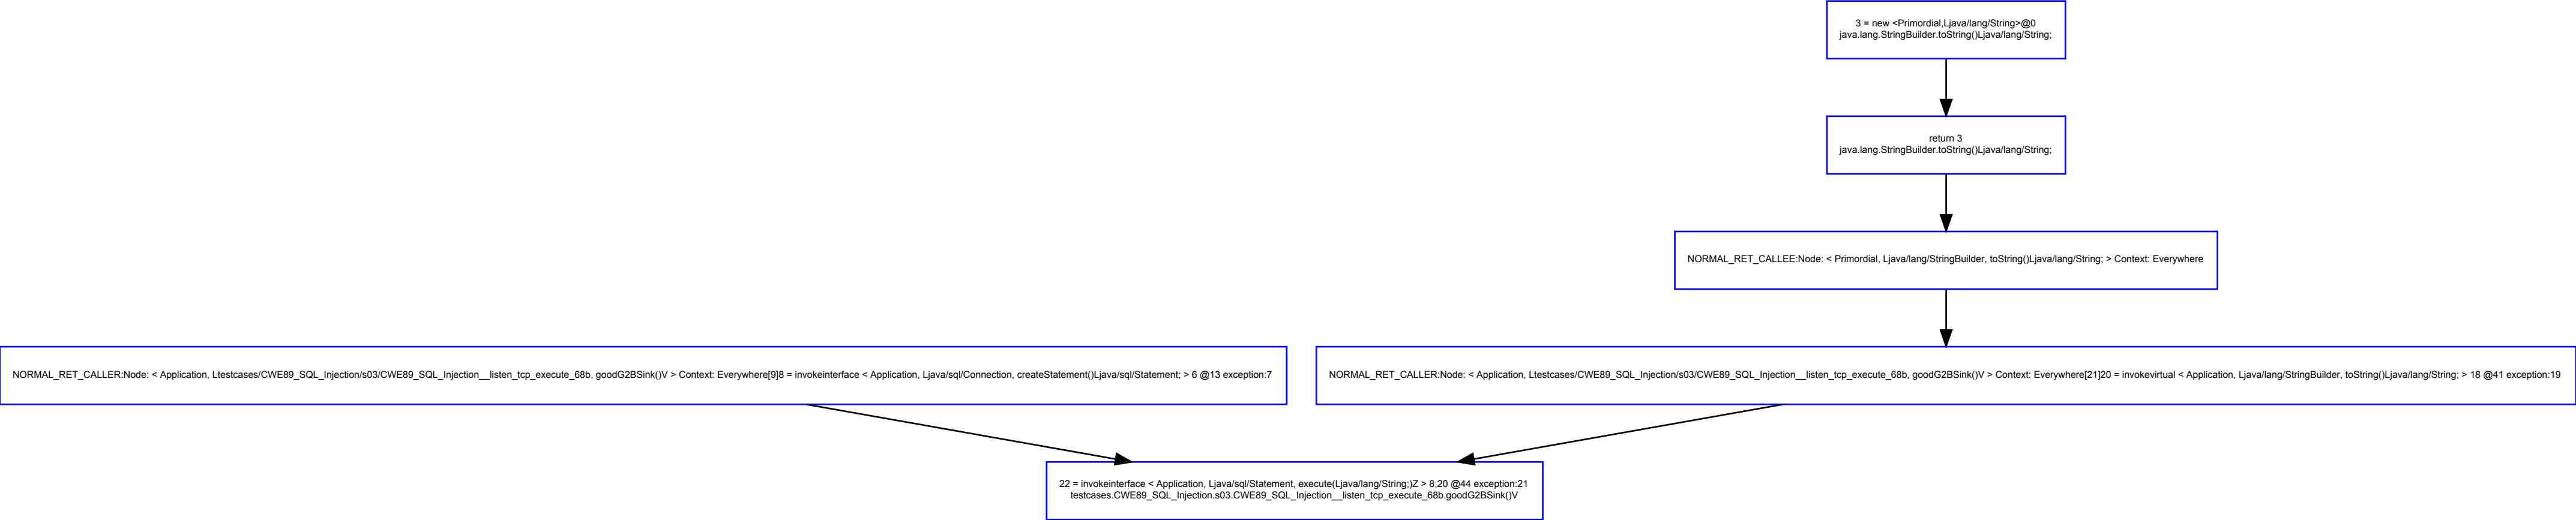 3 = new <Primordial,Ljava/lang/String>@0
java.lang.StringBuilder.toString()Ljava/lang/String;
return 3
java.lang.StringBuilder.toString()Ljava/lang/String;
NORMAL_RET_CALLEE:Node: < Primordial, Ljava/lang/StringBuilder, toString()Ljava/lang/String; > Context: Everywhere
NORMAL_RET_CALLER:Node: < Application, Ltestcases/CWE89_SQL_Injection/s03/CWE89_SQL_Injection__listen_tcp_execute_68b, goodG2BSink()V > Context: Everywhere[9]8 = invokeinterface < Application, Ljava/sql/Connection, createStatement()Ljava/sql/Statement; > 6 @13 exception:7
NORMAL_RET_CALLER:Node: < Application, Ltestcases/CWE89_SQL_Injection/s03/CWE89_SQL_Injection__listen_tcp_execute_68b, goodG2BSink()V > Context: Everywhere[21]20 = invokevirtual < Application, Ljava/lang/StringBuilder, toString()Ljava/lang/String; > 18 @41 exception:19
22 = invokeinterface < Application, Ljava/sql/Statement, execute(Ljava/lang/String;)Z > 8,20 @44 exception:21
testcases.CWE89_SQL_Injection.s03.CWE89_SQL_Injection__listen_tcp_execute_68b.goodG2BSink()V